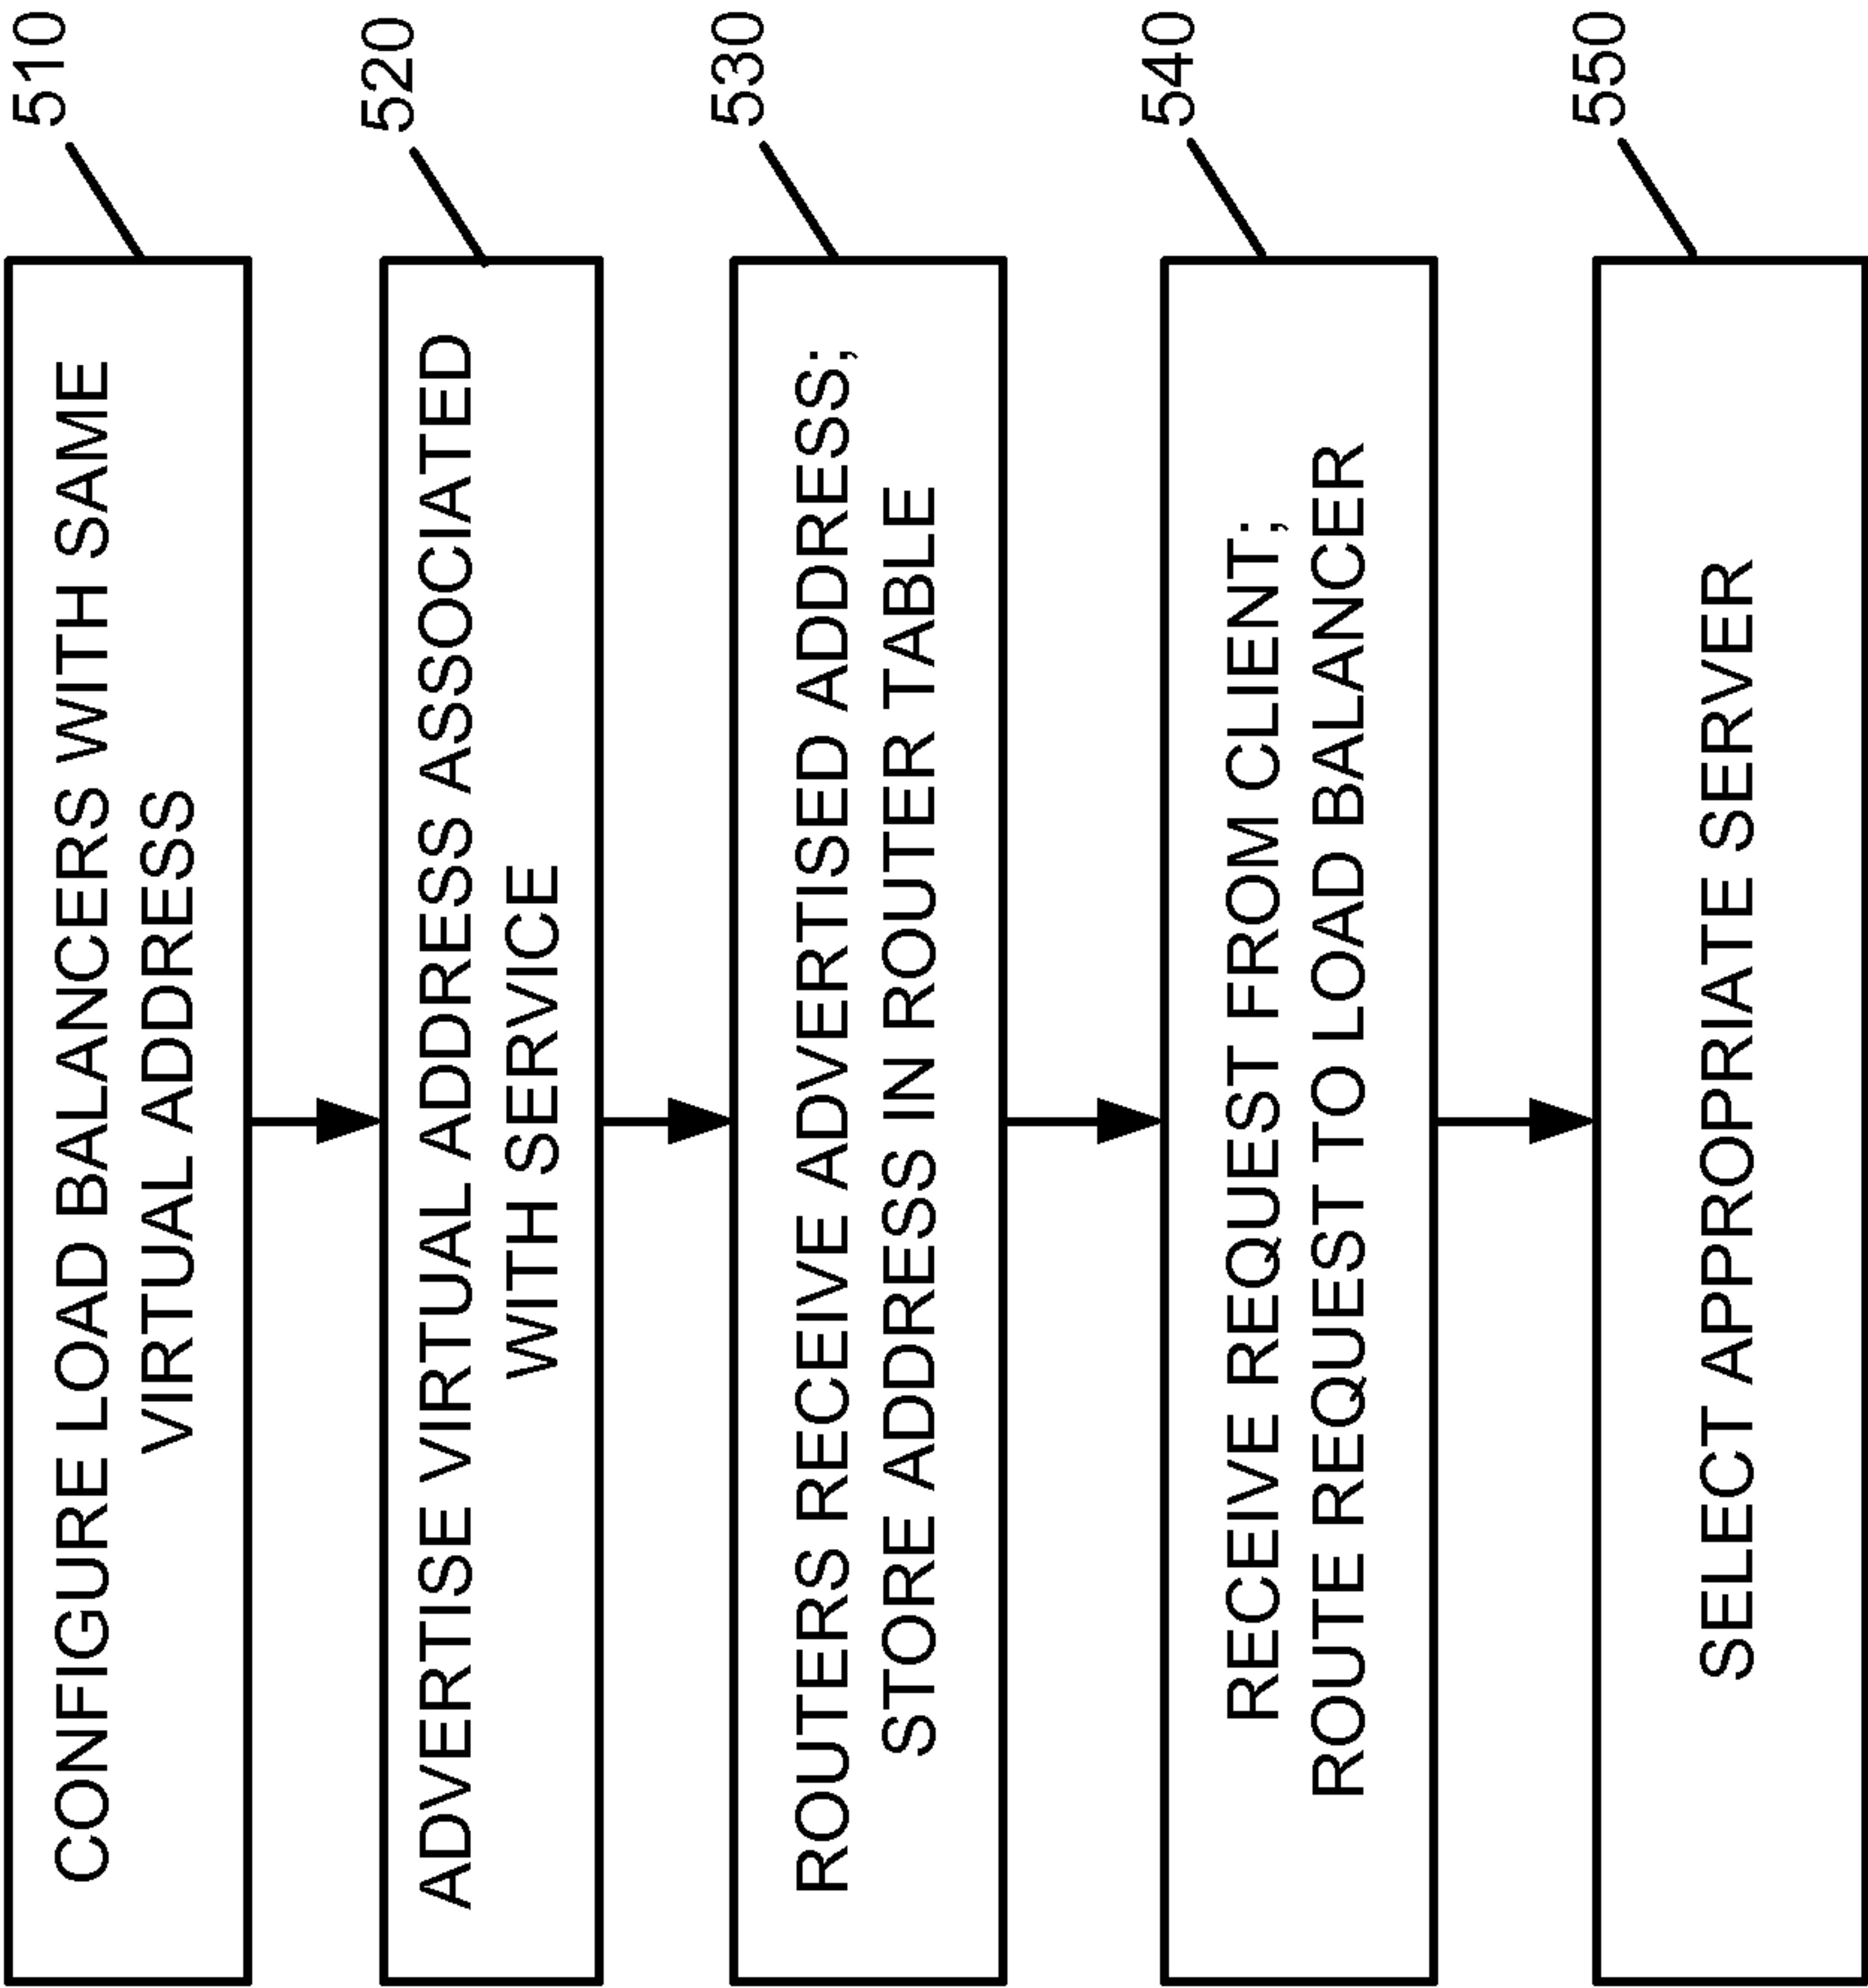 510
CONFIGURE LOAD BALANCERS WITH SAME
VIRTUAL ADDRESS
520
ADVERTISE VIRTUAL ADDRESS ASSOCIATED
WITH SERVICE
530
ROUTERS RECEIVE ADVERTISED ADDRESS;
STORE ADDRESS IN ROUTER TABLE
540
RECEIVE REQUEST FROM CLIENT;
ROUTE REQUEST TO LOAD BALANCER
550
SELECT APPROPRIATE SERVER